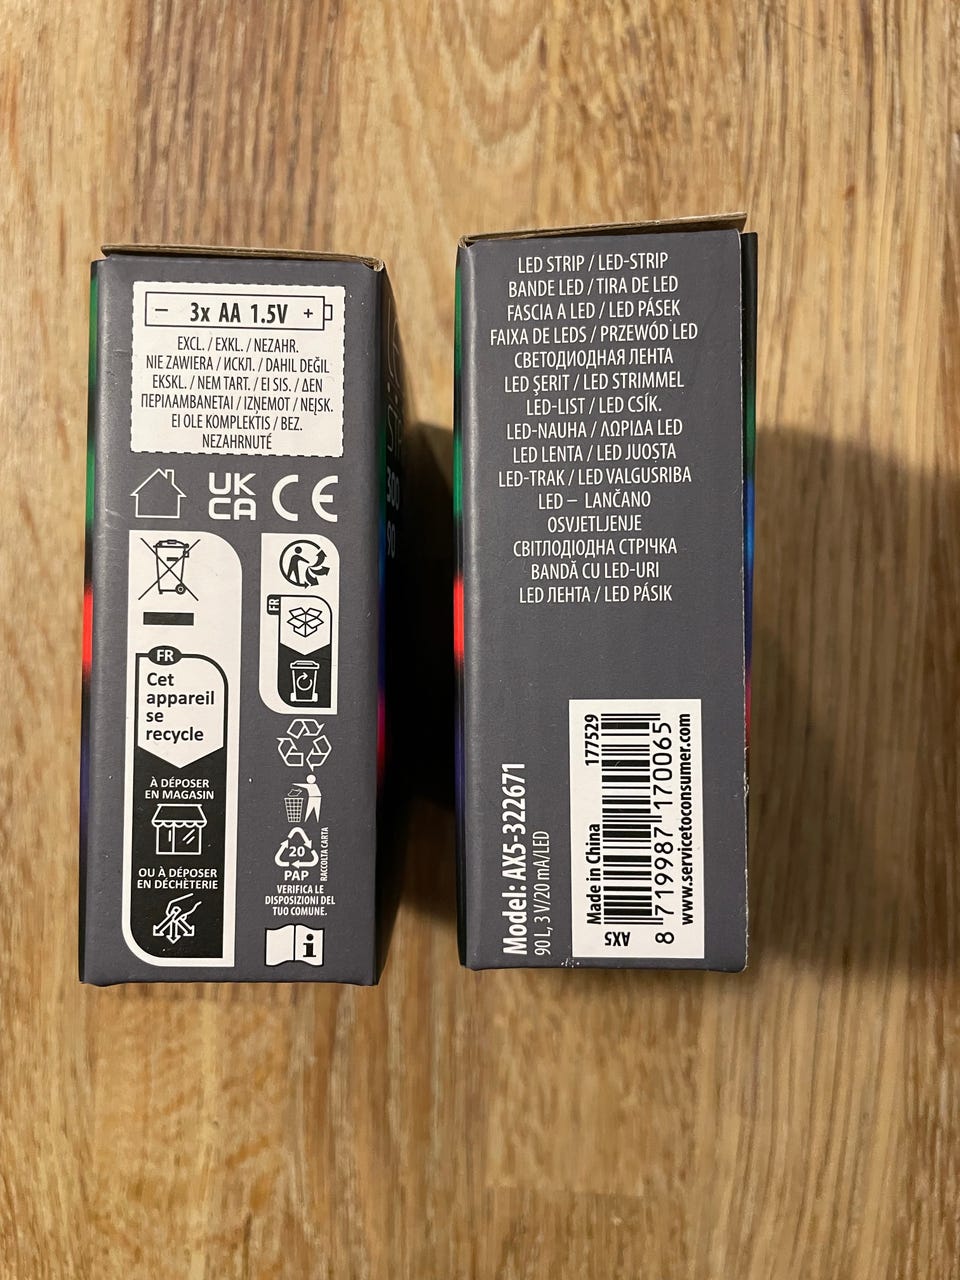 − 3x AA 1.5V +
EXCL. / EXKL. / NEZAHR.
NIE ZAWIERA / ИСКЛ. / DAHIL DEĞIL
EKSKL. / NEM TART. / EI SIS. / ΔΕΝ
ΠΕΡΙΛΑΜΒΑΝΕΤΑΙ / IZŅEMOT / NEĮSK.
EI OLE KOMPLEKTIS / BEZ.
NEZAHRNUTÉ
UK
CA CE
FR
Cet
appareil
se
recycle
À DÉPOSER
EN MAGASIN
OU À DÉPOSER
EN DÉCHÈTERIE
FR
20
PAP
RACCOLTA CARTA
VERIFICA LE
DISPOSIZIONI DEL
TUO COMUNE.
i
300
90
LED STRIP / LED-STRIP
BANDE LED / TIRA DE LED
FASCIA A LED / LED PÁSEK
FAIXA DE LEDS / PRZEWÓD LED
СВЕТОДИОДНАЯ ЛЕНТА
LED ŞERIT / LED STRIMMEL
LED-LIST / LED CSÍK.
LED-NAUHA / ΛΩΡΙΔΑ LED
LED LENTA / LED JUOSTA
LED-TRAK / LED VALGUSRIBA
LED – LANČANO
OSVJETLJENJE
СВІТЛОДІОДНА СТРІЧКА
BANDĂ CU LED-URI
LED ЛЕНТА / LED PÁSIK
Model: AX5-322671
90 L, 3 V/20 mA/LED
Made in China 177529
AX5
8 719987 170065
www.servicetoconsumer.com